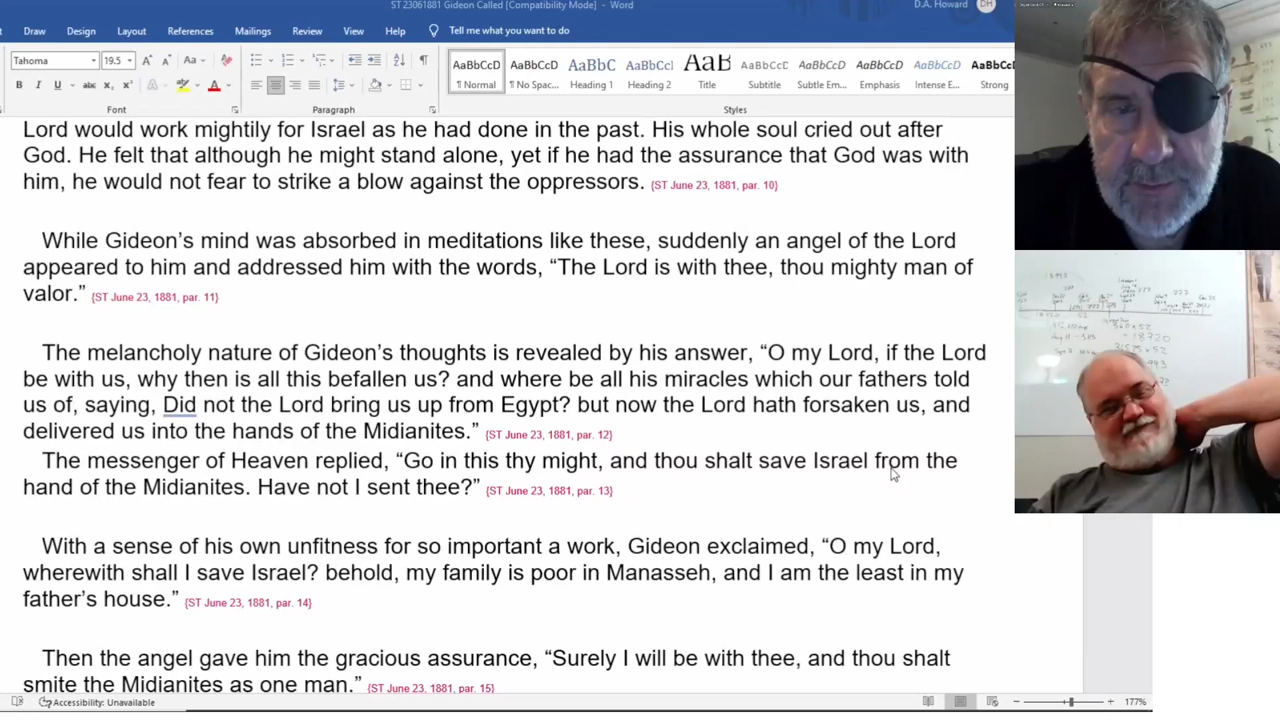 ST 23061881 Gideon Called [Compatibility Mode] - Word
D.A. Howard
DH
Draw Design Layout References Mailings Review View Help Tell me what you want to do
Tahoma 19.5 Aa
AaBbCcD AaBbCcD AaBbC AaBbCcI AaB AaBbCcD AaBbCcD AaBbCcD AaBbCcD AaBbCcD
¶ Normal ¶ No Spac... Heading 1 Heading 2 Title Subtitle Subtle Em... Emphasis Intense E... Strong
Font Paragraph Styles
Lord would work mightily for Israel as he had done in the past. His whole soul cried out after
God. He felt that although he might stand alone, yet if he had the assurance that God was with
him, he would not fear to strike a blow against the oppressors. {ST June 23, 1881, par. 10}
While Gideon’s mind was absorbed in meditations like these, suddenly an angel of the Lord
appeared to him and addressed him with the words, “The Lord is with thee, thou mighty man of
valor.” {ST June 23, 1881, par. 11}
The melancholy nature of Gideon’s thoughts is revealed by his answer, “O my Lord, if the Lord
be with us, why then is all this befallen us? and where be all his miracles which our fathers told
us of, saying, Did not the Lord bring us up from Egypt? but now the Lord hath forsaken us, and
delivered us into the hands of the Midianites.” {ST June 23, 1881, par. 12}
The messenger of Heaven replied, “Go in this thy might, and thou shalt save Israel from the
hand of the Midianites. Have not I sent thee?” {ST June 23, 1881, par. 13}
With a sense of his own unfitness for so important a work, Gideon exclaimed, “O my Lord,
wherewith shall I save Israel? behold, my family is poor in Manasseh, and I am the least in my
father’s house.” {ST June 23, 1881, par. 14}
Then the angel gave him the gracious assurance, “Surely I will be with thee, and thou shalt
smite the Midianites as one man.” {ST June 23, 1881, par. 15}
Accessibility: Unavailable
177%
18720